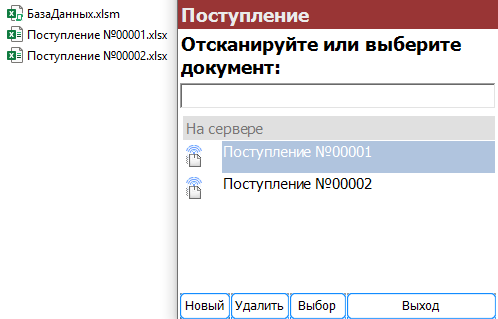 БазаДанных.xlsm
Поступление №00001.xlsx
Поступление №00002.xlsx
Поступление
Отсканируйте или выберите
документ:
На сервере
Поступление №00001
Поступление №00002
Новый Удалить Выбор Выход